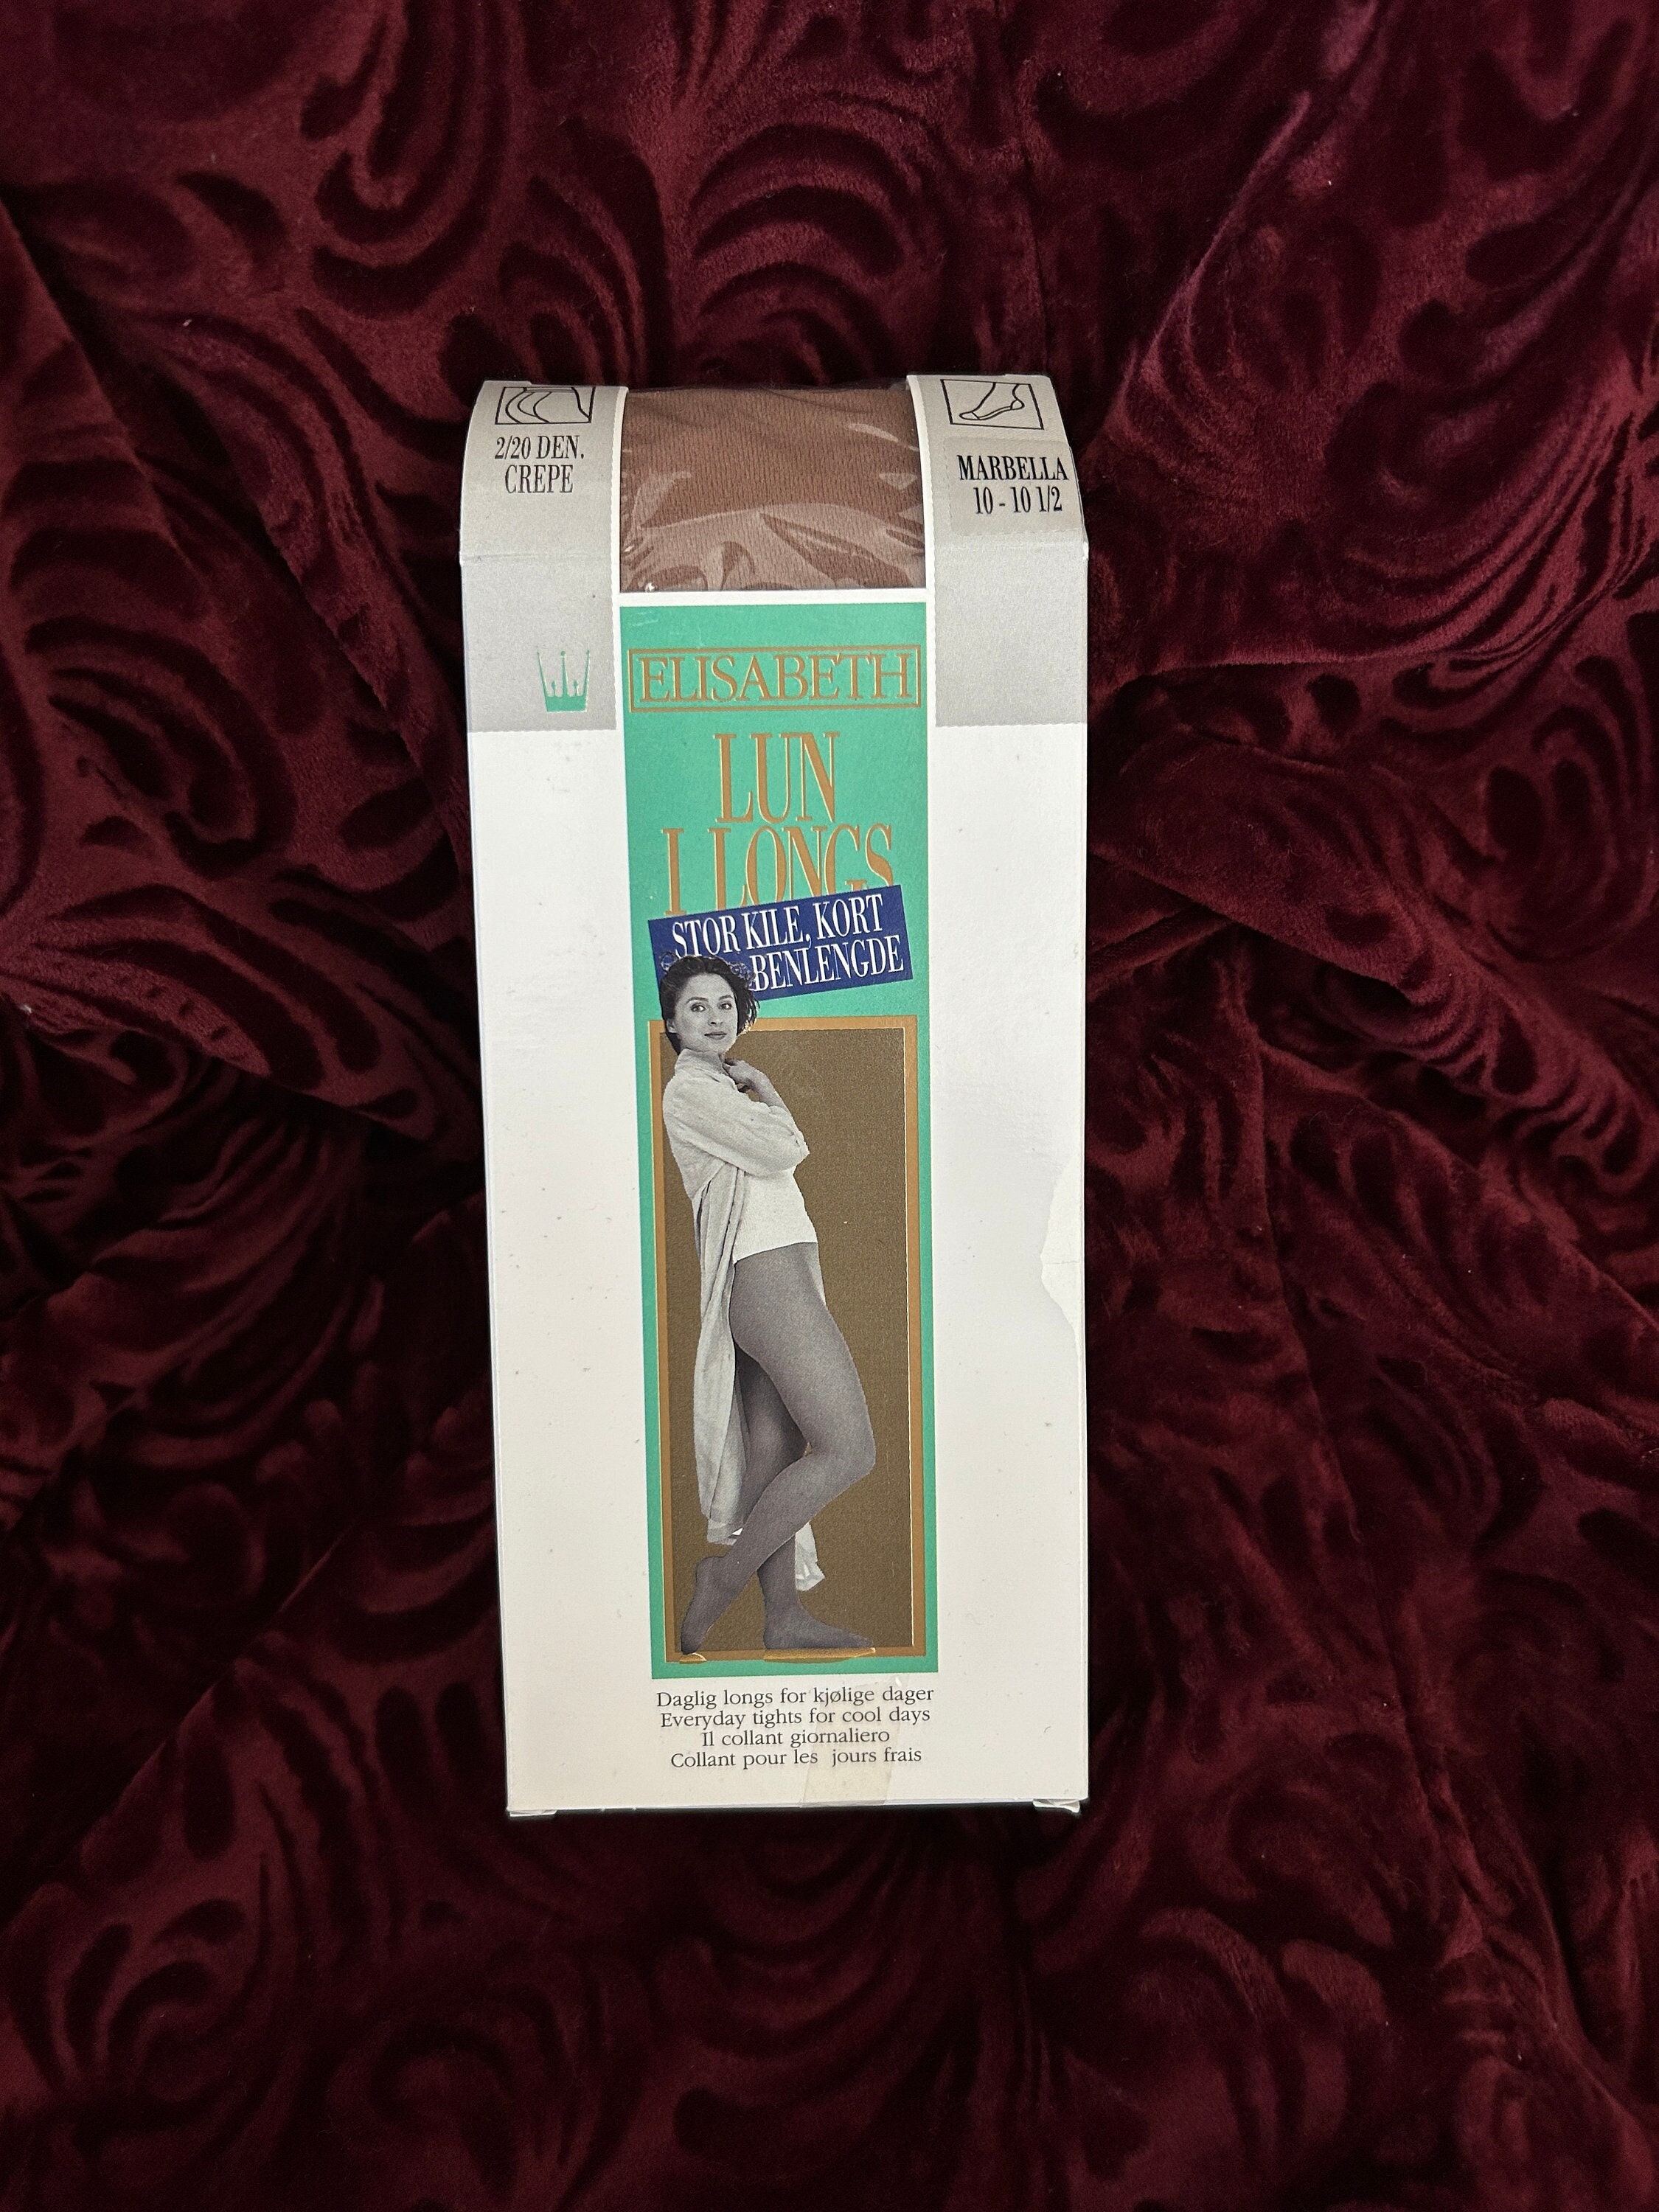 2/20 DEN.
CREPE
MARBELLA
10 - 10 1/2
ELISABETH
LUN
LONGS
STOR KILE, KORT
BENLENGDE
Daglig longs for kjølige dager
Everyday tights for cool days
Il collant giornaliero
Collant pour les jours frais